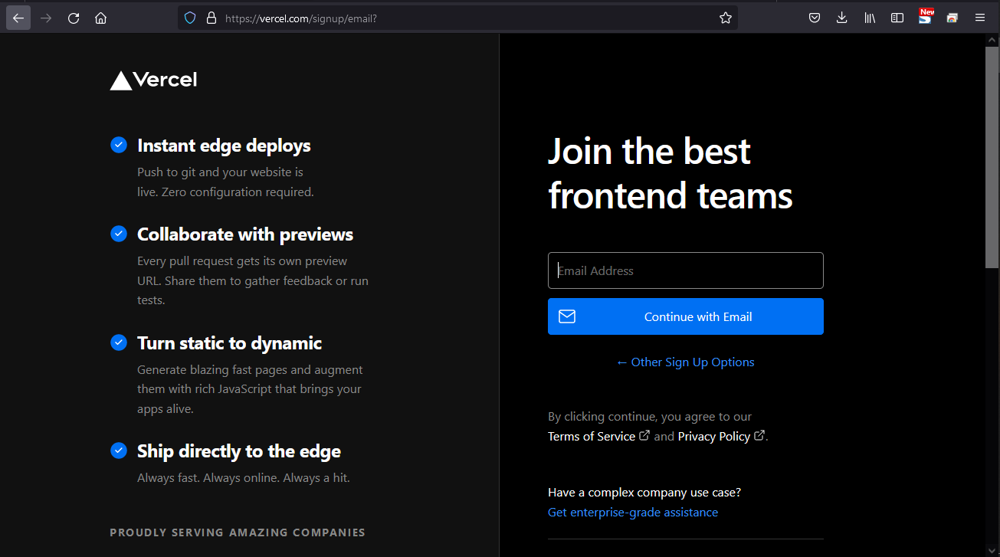 https://vercel.com/signup/email?
New
S
Vercel
Instant edge deploys
Push to git and your website is
live. Zero configuration required.
Collaborate with previews
Every pull request gets its own preview
URL. Share them to gather feedback or run
tests.
Turn static to dynamic
Generate blazing fast pages and augment
them with rich JavaScript that brings your
apps alive.
Ship directly to the edge
Always fast. Always online. Always a hit.
PROUDLY SERVING AMAZING COMPANIES
Join the best
frontend teams
Email Address
Continue with Email
← Other Sign Up Options
By clicking continue, you agree to our
Terms of Service and Privacy Policy.
Have a complex company use case?
Get enterprise-grade assistance